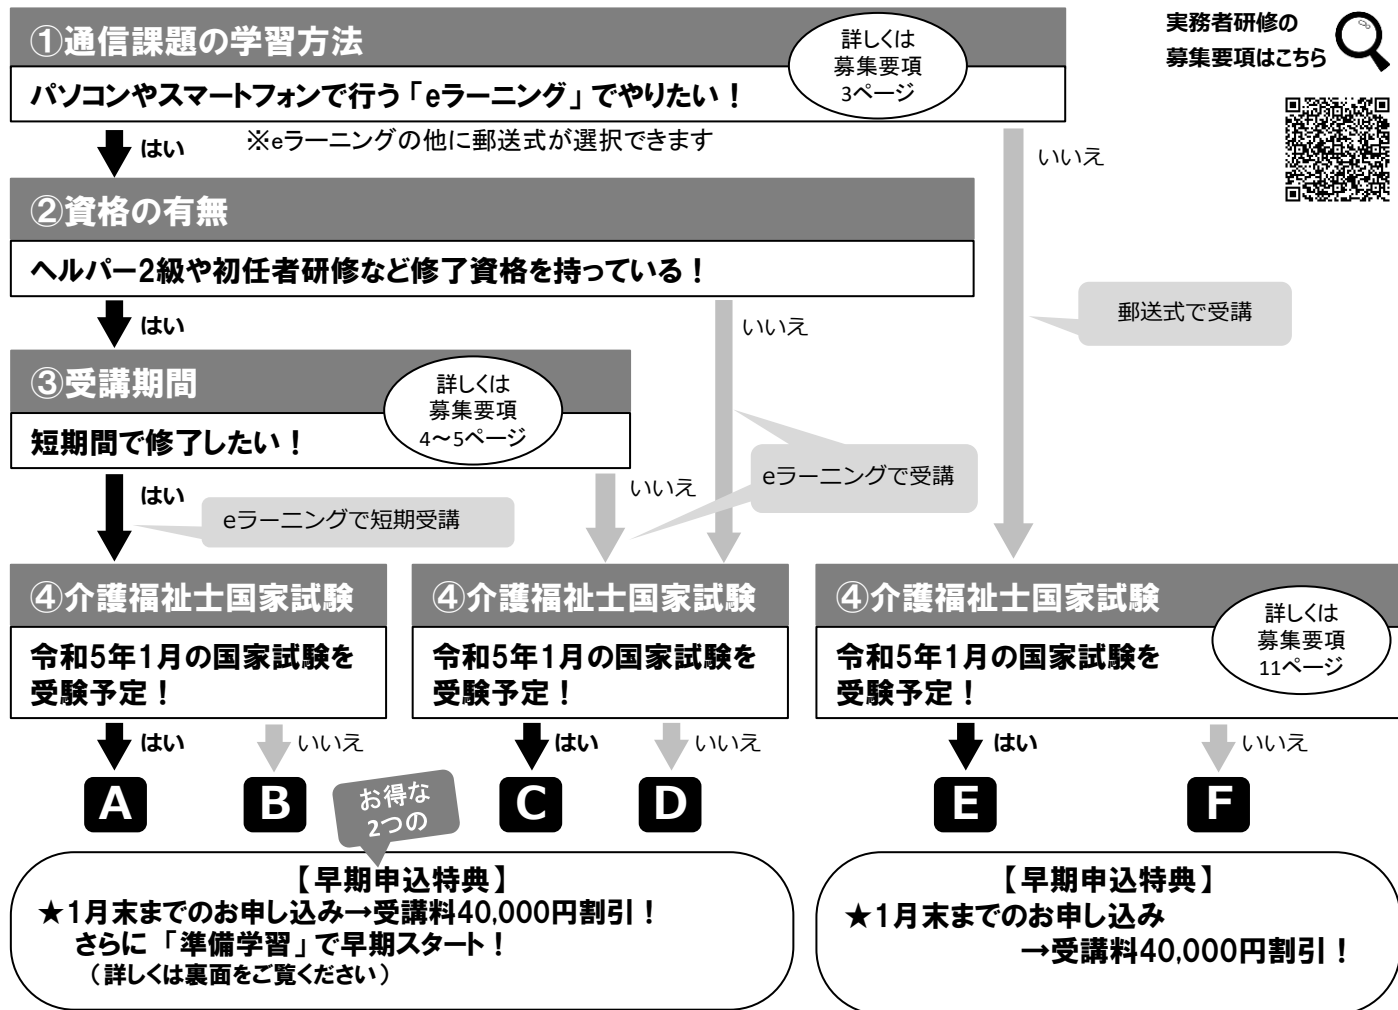 ①通信課題の学習方法
詳しくは
募集要項
3ページ
実務者研修の
募集要項はこちら
パソコンやスマートフォンで行う「eラーニング」でやりたい！
はい
※eラーニングの他に郵送式が選択できます
いいえ
②資格の有無
ヘルパー2級や初任者研修など修了資格を持っている！
はい
いいえ
郵送式で受講
③受講期間
詳しくは
募集要項
4～5ページ
短期間で修了したい！
はい
いいえ
eラーニングで受講
eラーニングで短期受講
④介護福祉士国家試験
令和5年1月の国家試験を
受験予定！
はい
いいえ
④介護福祉士国家試験
令和5年1月の国家試験を
受験予定！
はい
いいえ
④介護福祉士国家試験
詳しくは
募集要項
11ページ
令和5年1月の国家試験を
受験予定！
はい
いいえ
A
B
C
D
E
F
お得な
2つの
【早期申込特典】
★1月末までのお申し込み→受講料40,000円割引！
さらに「準備学習」で早期スタート！
（詳しくは裏面をご覧ください）
【早期申込特典】
★1月末までのお申し込み
→受講料40,000円割引！